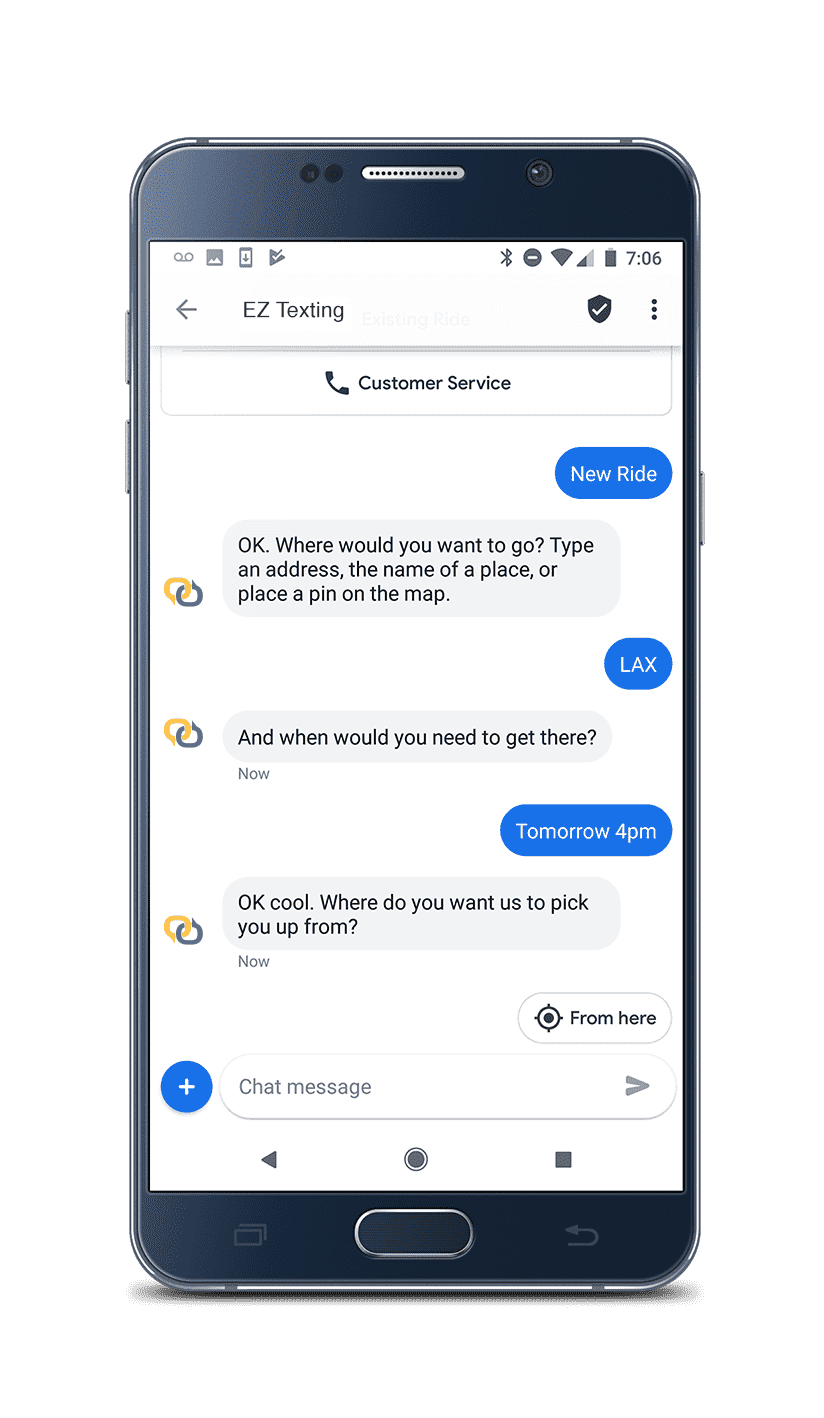 7:06
EZ Texting
Existing Ride
Customer Service
New Ride
OK. Where would you want to go? Type
an address, the name of a place, or
place a pin on the map.
LAX
And when would you need to get there?
Now
Tomorrow 4pm
OK cool. Where do you want us to pick
you up from?
Now
From here
Chat message